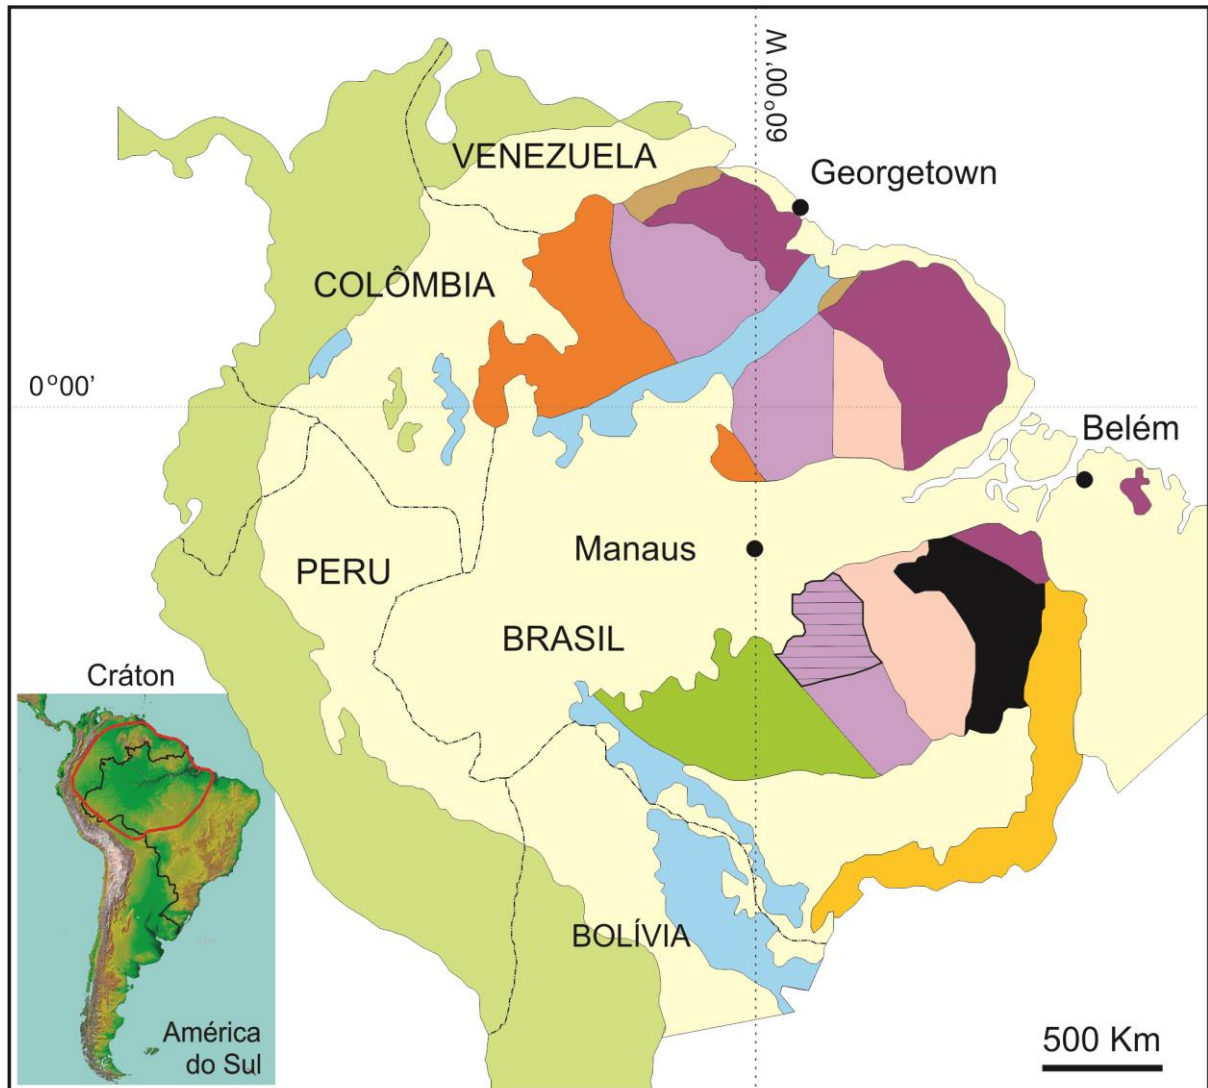 60°00' W
VENEZUELA
Georgetown
COLÔMBIA
0°00'
Belém
Manaus
PERU
BRASIL
Cráton
BOLÍVIA
América
do Sul
500 Km